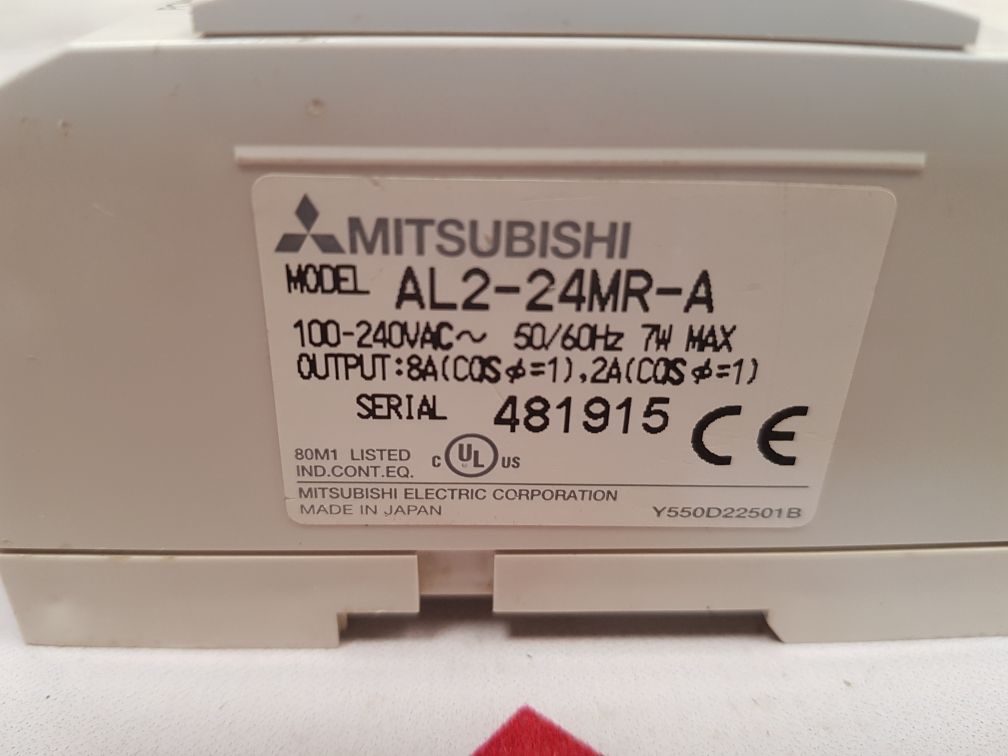 MITSUBISHI
MODEL AL2-24MR-A
100-240VAC～ 50/60Hz 7W MAX
OUTPUT:8A(COS φ=1),2A(COS φ=1)
SERIAL 481915 CE
80M1 LISTED
IND.CONT.EQ.
C UL US
MITSUBISHI ELECTRIC CORPORATION
MADE IN JAPAN Y550D22501B